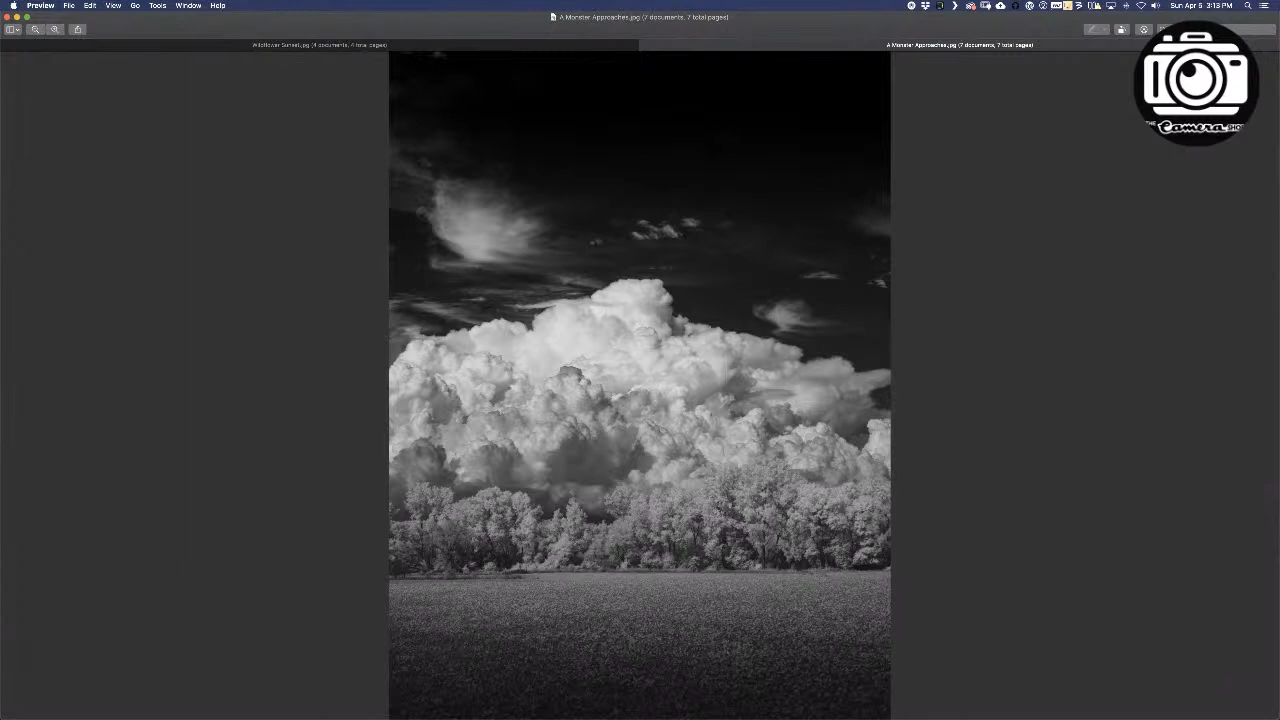 Preview File Edit View Go Tools Window Help Sun Apr 5 3:13 PM
A Monster Approaches.jpg (7 documents, 7 total pages)
Wildflower Sunset.jpg (4 documents, 4 total pages) A Monster Approaches.jpg (7 documents, 7 total pages)
THE Camera SHOP